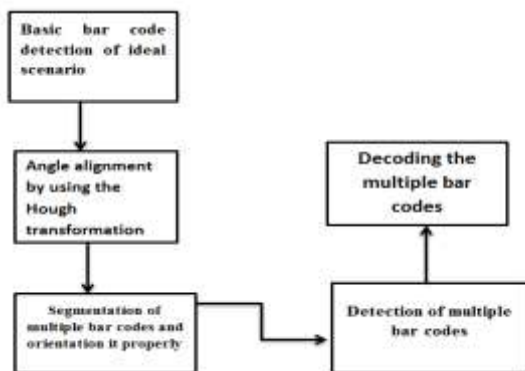 Basic bar code
detection of ideal
scenario
Angle alignment
by using the
Hough
transformation
Segmentation of
multiple bar codes and
orientation it properly
Detection of multiple
bar codes
Decoding the
multiple bar
codes